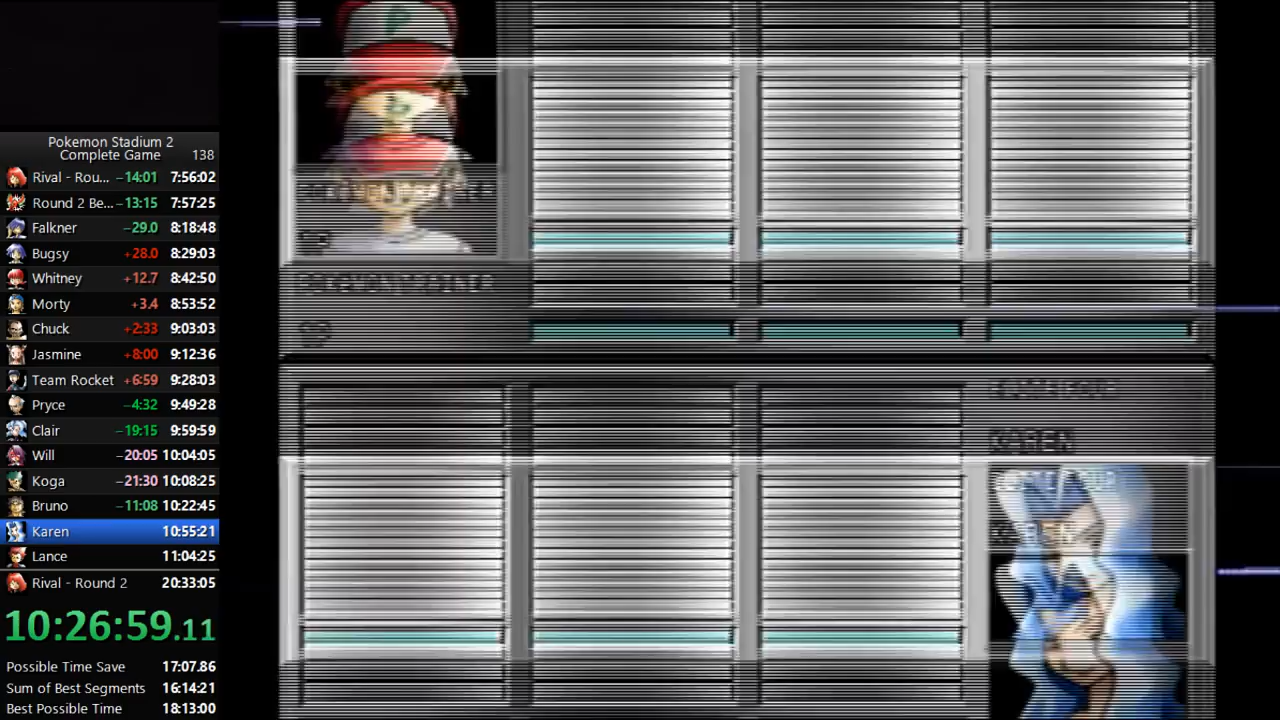 Pokemon Stadium 2
Complete Game 138
Rival - Rou... −14:01 7:56:02
Round 2 Be... −13:15 7:57:25
Falkner −29.0 8:18:48
Bugsy +28.0 8:29:03
Whitney +12.7 8:42:50
Morty +3.4 8:53:52
Chuck +2:33 9:03:03
Jasmine +8:00 9:12:36
Team Rocket +6:59 9:28:03
Pryce −4:32 9:49:28
Clair −19:15 9:59:59
Will −20:05 10:04:05
Koga −21:30 10:08:25
Bruno −11:08 10:22:45
Karen 10:55:21
Lance 11:04:25
Rival - Round 2 20:33:05
10:26:59.11
Possible Time Save 17:07.86
Sum of Best Segments 16:14:21
Best Possible Time 18:13:00
POKEMON TRAINER
1P
KAREN